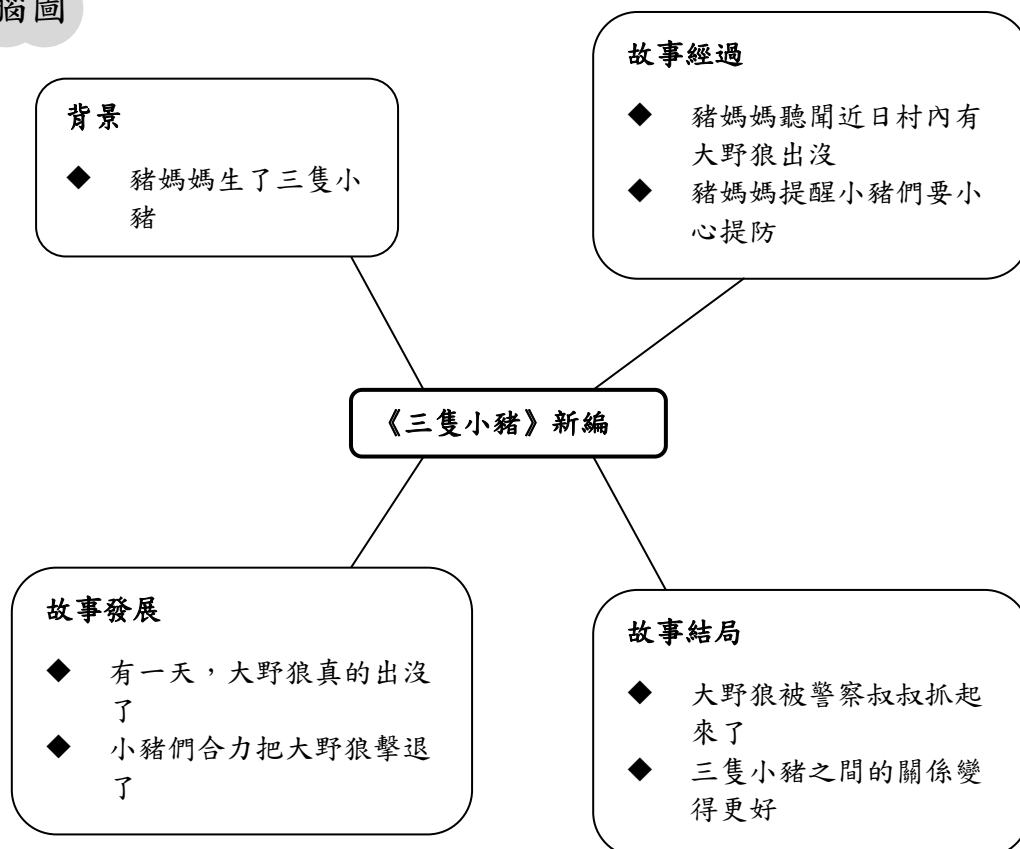 腦圖
背景
◆ 豬媽媽生了三隻小
豬
故事經過
◆ 豬媽媽聽聞近日村內有
大野狼出沒
◆ 豬媽媽提醒小豬們要小
心提防
《三隻小豬》新編
故事發展
◆ 有一天，大野狼真的出沒
了
◆ 小豬們合力把大野狼擊退
了
故事結局
◆ 大野狼被警察叔叔抓起
來了
◆ 三隻小豬之間的關係變
得更好